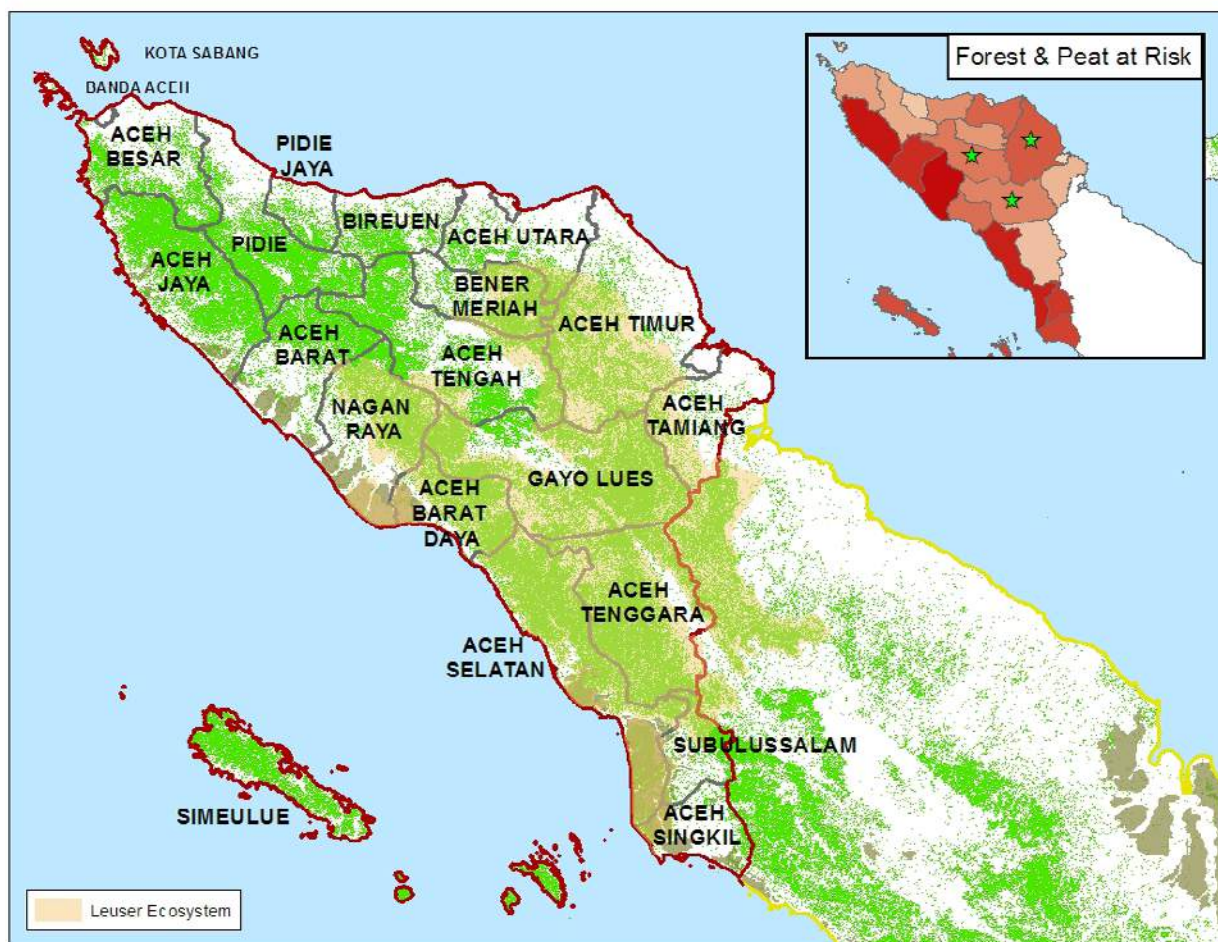 KOTA SABANG
DANDA ACEH
Forest & Peat at Risk
ACEH
BESAR
PIDIE
JAYA
BIREUEN
ACEH UTARA
PIDIE
ACEH
JAYA
BENER
MERIAH
ACEH TIMUR
ACEH
BARAT
ACEH
TENGAH
NAGAN
RAYA
ACEH
TAMIANG
GAYO LUES
ACEH
BARAT
DAYA
ACEH
TENGGARA
ACEH
SELATAN
SUBULUSSALAM
SIMEULUE
ACEH
SINGKIL
Leuser Ecosystem